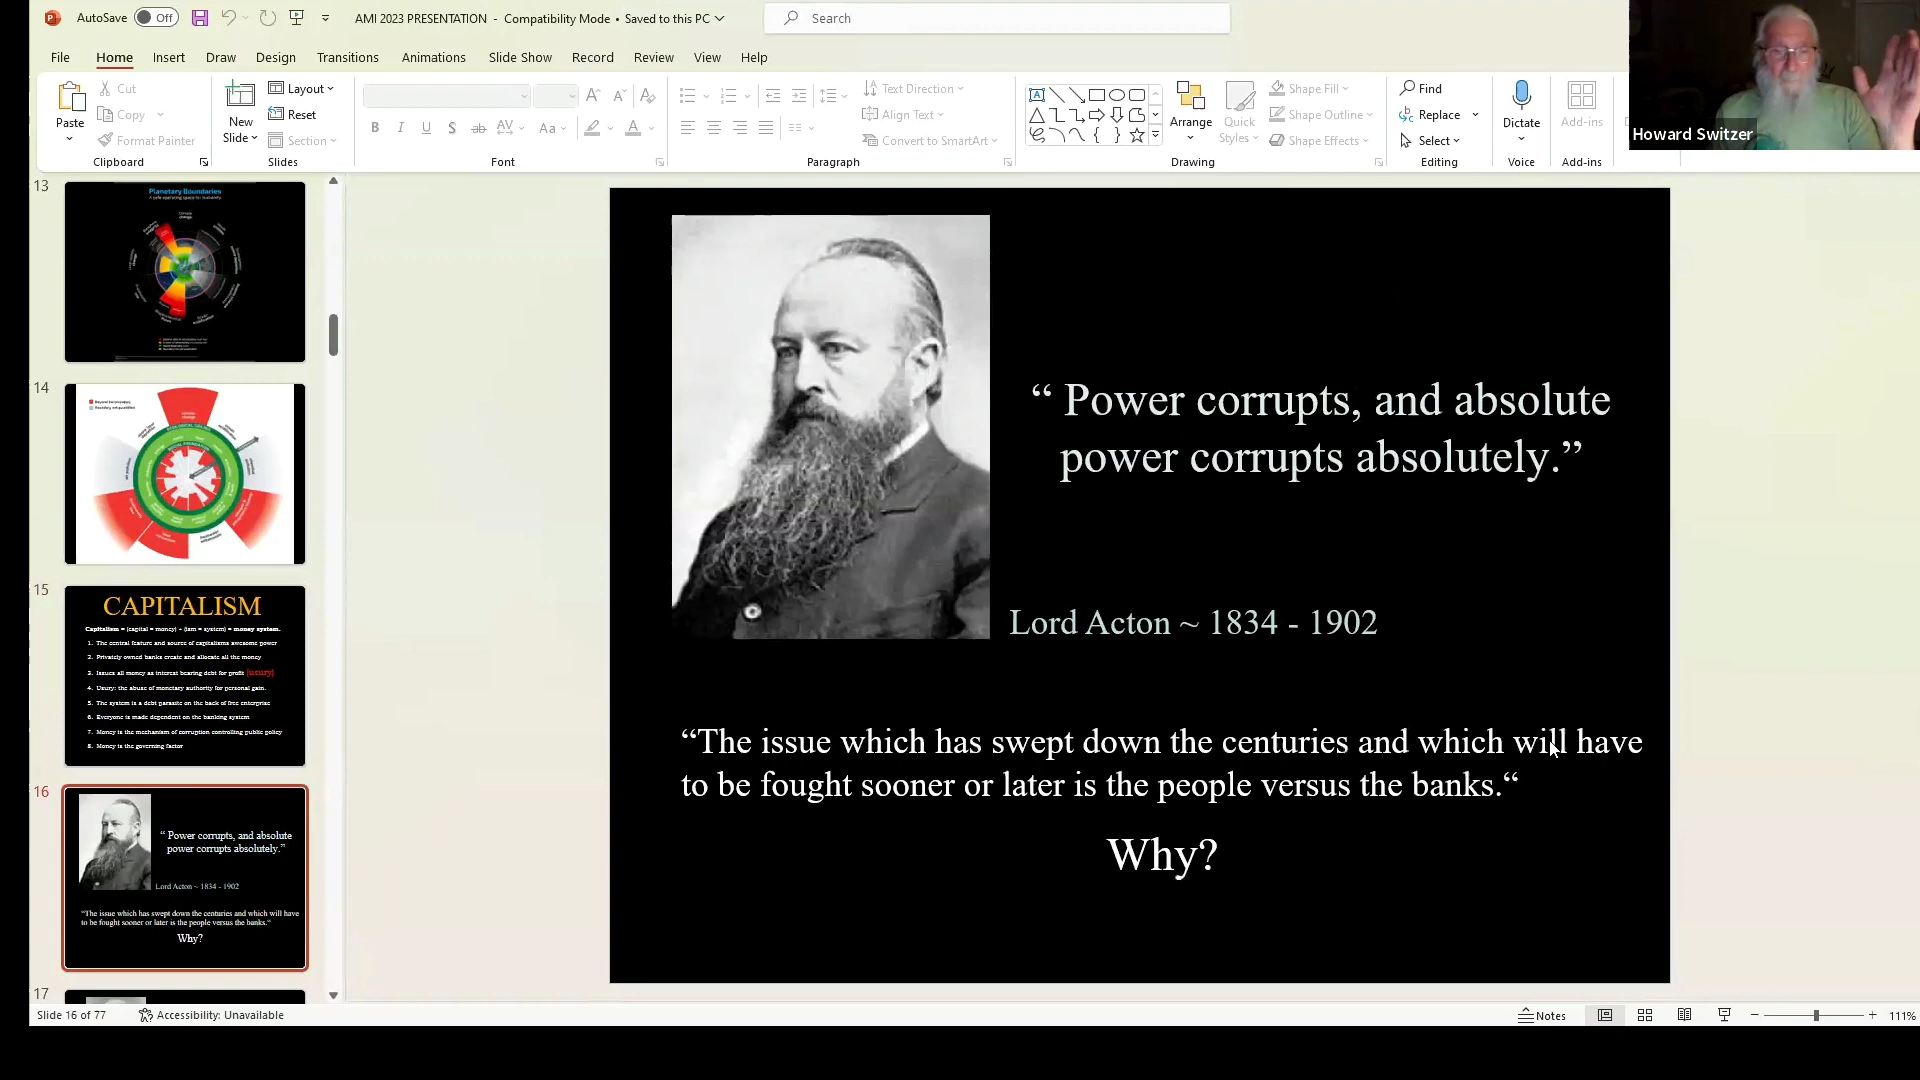 AutoSave Off
AMI 2023 PRESENTATION - Compatibility Mode • Saved to this PC
Search
File Home Insert Draw Design Transitions Animations Slide Show Record Review View Help
Paste
Cut
Copy
Format Painter
Clipboard
New
Slide
Layout
Reset
Section
Slides
B I U S ab AV Aa A
Font
Text Direction
Align Text
Convert to SmartArt
Paragraph
Arrange
Quick
Styles
Shape Fill
Shape Outline
Shape Effects
Drawing
Find
Replace
Select
Editing
Dictate
Voice
Add-ins
Add-ins
Howard Switzer
13
Planetary Boundaries
A safe operating space for humanity
14
15
CAPITALISM
Capitalism = (capital = money) + (ism = system) = money system.
1. The central feature and source of capitalisms awesome power
2. Privately owned banks create and allocate all the money
3. Issues all money as interest bearing debt for profit (usury)
4. Usury: the abuse of monetary authority for personal gain.
5. The system is a debt parasite on the back of free enterprise
6. Everyone is made dependent on the banking system
7. Money is the mechanism of corruption controlling public policy
8. Money is the governing factor
16
“ Power corrupts, and absolute
power corrupts absolutely.”
Lord Acton ~ 1834 - 1902
“The issue which has swept down the centuries and which will have
to be fought sooner or later is the people versus the banks.“
Why?
17
“ Power corrupts, and absolute
power corrupts absolutely.”
Lord Acton ~ 1834 - 1902
“The issue which has swept down the centuries and which will have
to be fought sooner or later is the people versus the banks.“
Why?
Slide 16 of 77
Accessibility: Unavailable
Notes
111%